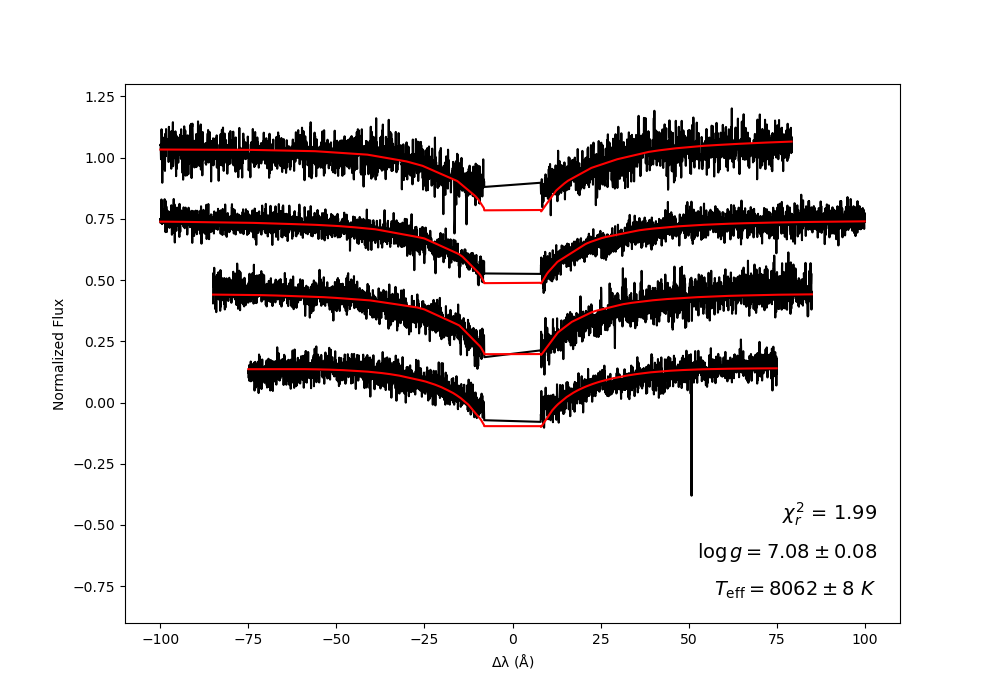 1.25
1.00
0.75
0.50
0.25
0.00
−0.25
−0.50
−0.75
Normalized Flux
χ²ᵣ = 1.99
log g = 7.08 ± 0.08
T_eff = 8062 ± 8 K
−100 −75 −50 −25 0 25 50 75 100
Δλ (Å)